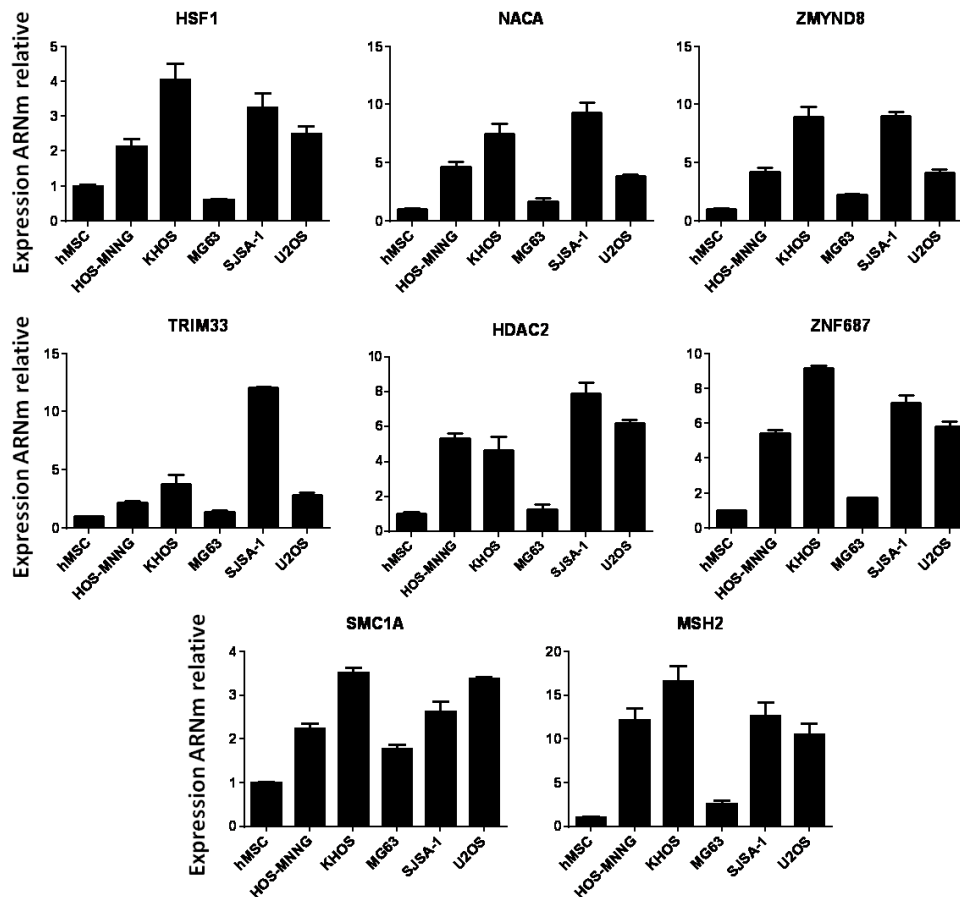 HSF1
Expression ARNm relative
5
4
3
2
1
0
hMSC
HOS-MNNG
KHOS
MG63
SJSA-1
U2OS
NACA
15
10
5
0
hMSC
HOS-MNNG
KHOS
MG63
SJSA-1
U2OS
ZMYND8
15
10
5
0
hMSC
HOS-MNNG
KHOS
MG63
SJSA-1
U2OS
TRIM33
Expression ARNm relative
15
10
5
0
hMSC
HOS-MNNG
KHOS
MG63
SJSA-1
U2OS
HDAC2
10
8
6
4
2
0
hMSC
HOS-MNNG
KHOS
MG63
SJSA-1
U2OS
ZNF687
10
8
6
4
2
0
hMSC
HOS-MNNG
KHOS
MG63
SJSA-1
U2OS
SMC1A
Expression ARNm relative
4
3
2
1
0
hMSC
HOS-MNNG
KHOS
MG63
SJSA-1
U2OS
MSH2
20
15
10
5
0
hMSC
HOS-MNNG
KHOS
MG63
SJSA-1
U2OS